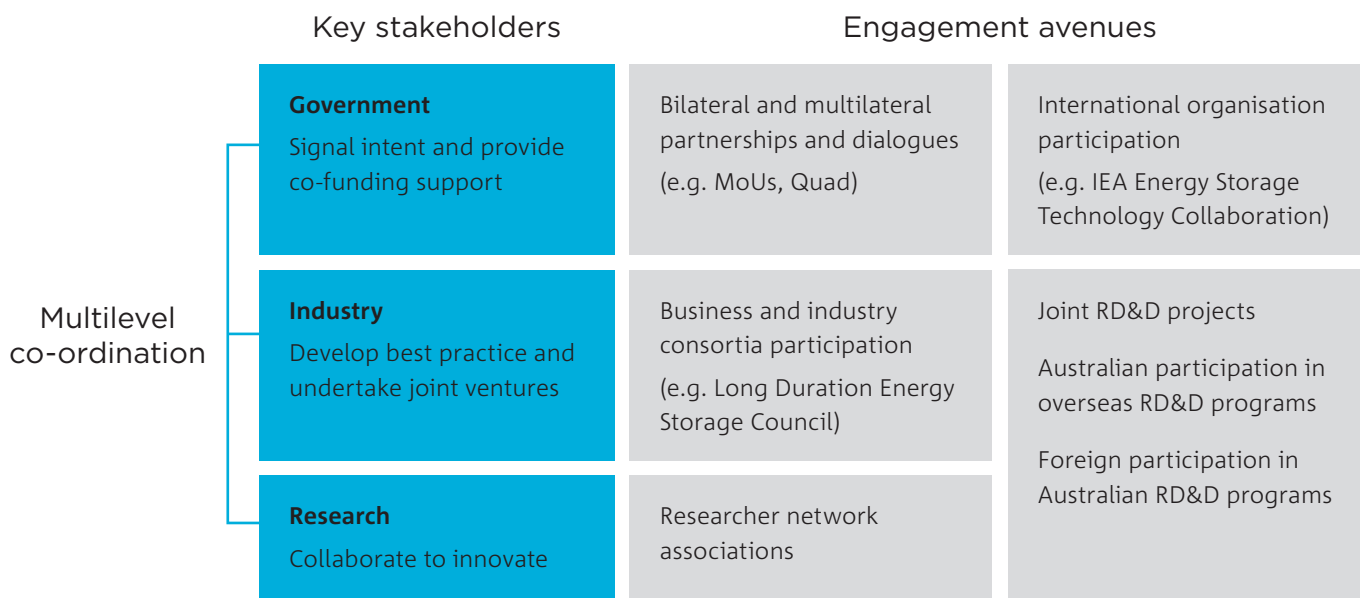 Key stakeholders
Engagement avenues
Multilevel
co-ordination
Government
Signal intent and provide
co-funding support
Bilateral and multilateral
partnerships and dialogues
(e.g. MoUs, Quad)
International organisation
participation
(e.g. IEA Energy Storage
Technology Collaboration)
Industry
Develop best practice and
undertake joint ventures
Business and industry
consortia participation
(e.g. Long Duration Energy
Storage Council)
Joint RD&D projects
Australian participation in
overseas RD&D programs
Foreign participation in
Australian RD&D programs
Research
Collaborate to innovate
Researcher network
associations